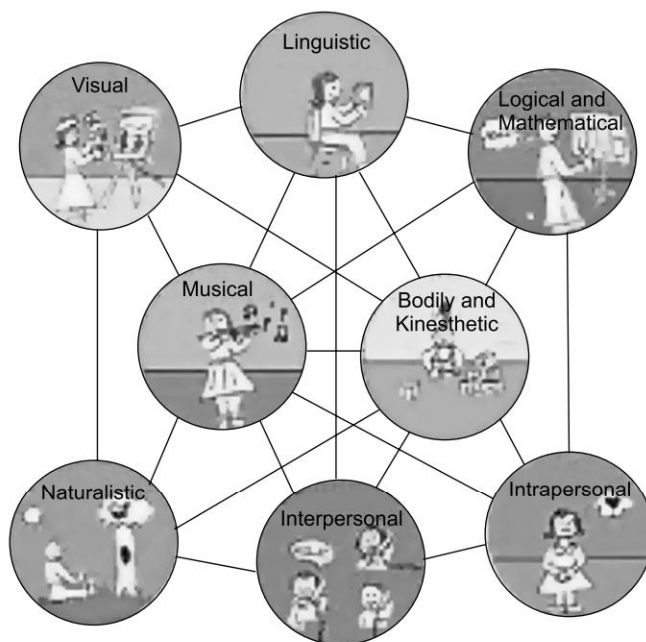 Linguistic
Visual
Logical and
Mathematical
Musical
Bodily and
Kinesthetic
Naturalistic
Interpersonal
Intrapersonal